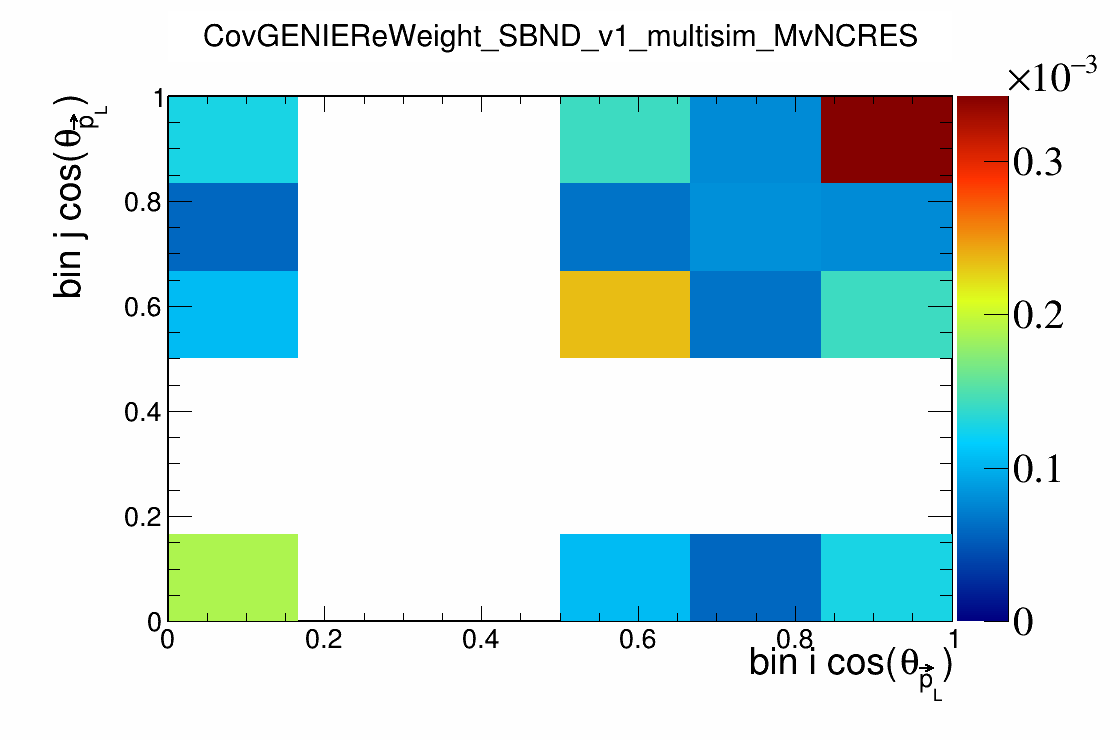 CovGENIEReWeight_SBND_v1_multisim_MvNCRES
×10⁻³
bin j cos(θ_p⃗_L)
1
0.8
0.6
0.4
0.2
0
0 0.2 0.4 0.6 0.8 1
bin i cos(θ_p⃗_L)
0.3
0.2
0.1
0